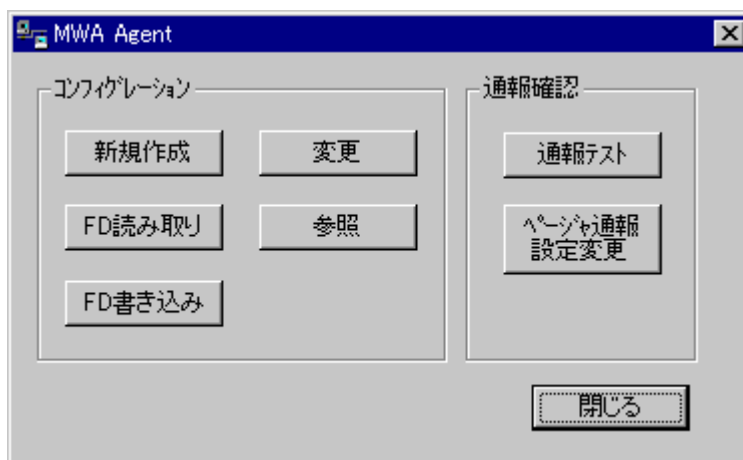 MWA Agent
ｺﾝﾌｨｸﾞﾚｰｼｮﾝ
新規作成
変更
FD読み取り
参照
FD書き込み
通報確認
通報ﾃｽﾄ
ﾍﾟｰｼﾞｬ通報
設定変更
閉じる